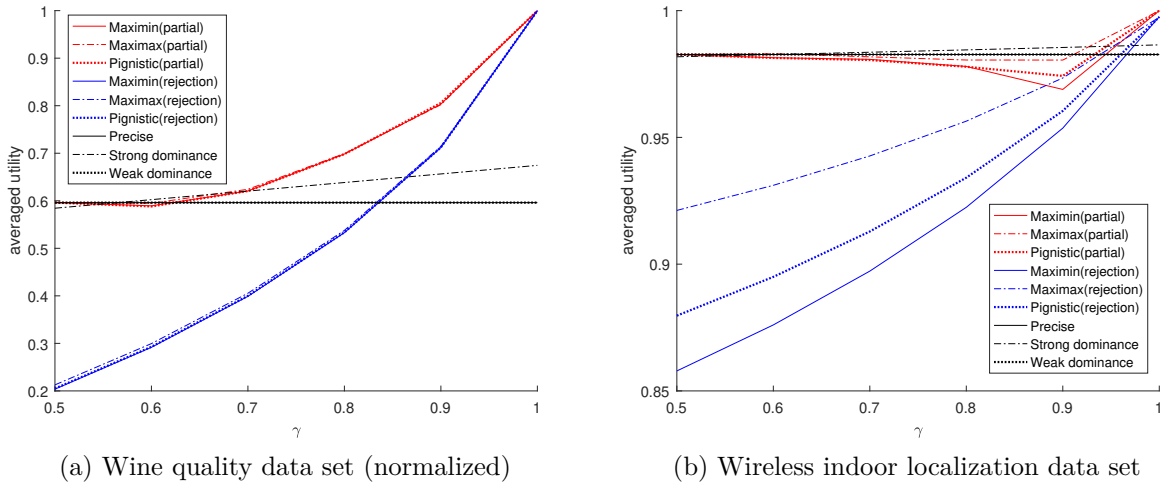 1
0.9
0.8
0.7
0.6
0.5
0.4
0.3
0.2
averaged utility
Maximin(partial)
Maximax(partial)
Pignistic(partial)
Maximin(rejection)
Maximax(rejection)
Pignistic(rejection)
Precise
Strong dominance
Weak dominance
0.5 0.6 0.7 0.8 0.9 1
γ
(a) Wine quality data set (normalized)
1
0.95
0.9
0.85
averaged utility
Maximin(partial)
Maximax(partial)
Pignistic(partial)
Maximin(rejection)
Maximax(rejection)
Pignistic(rejection)
Precise
Strong dominance
Weak dominance
0.5 0.6 0.7 0.8 0.9 1
γ
(b) Wireless indoor localization data set